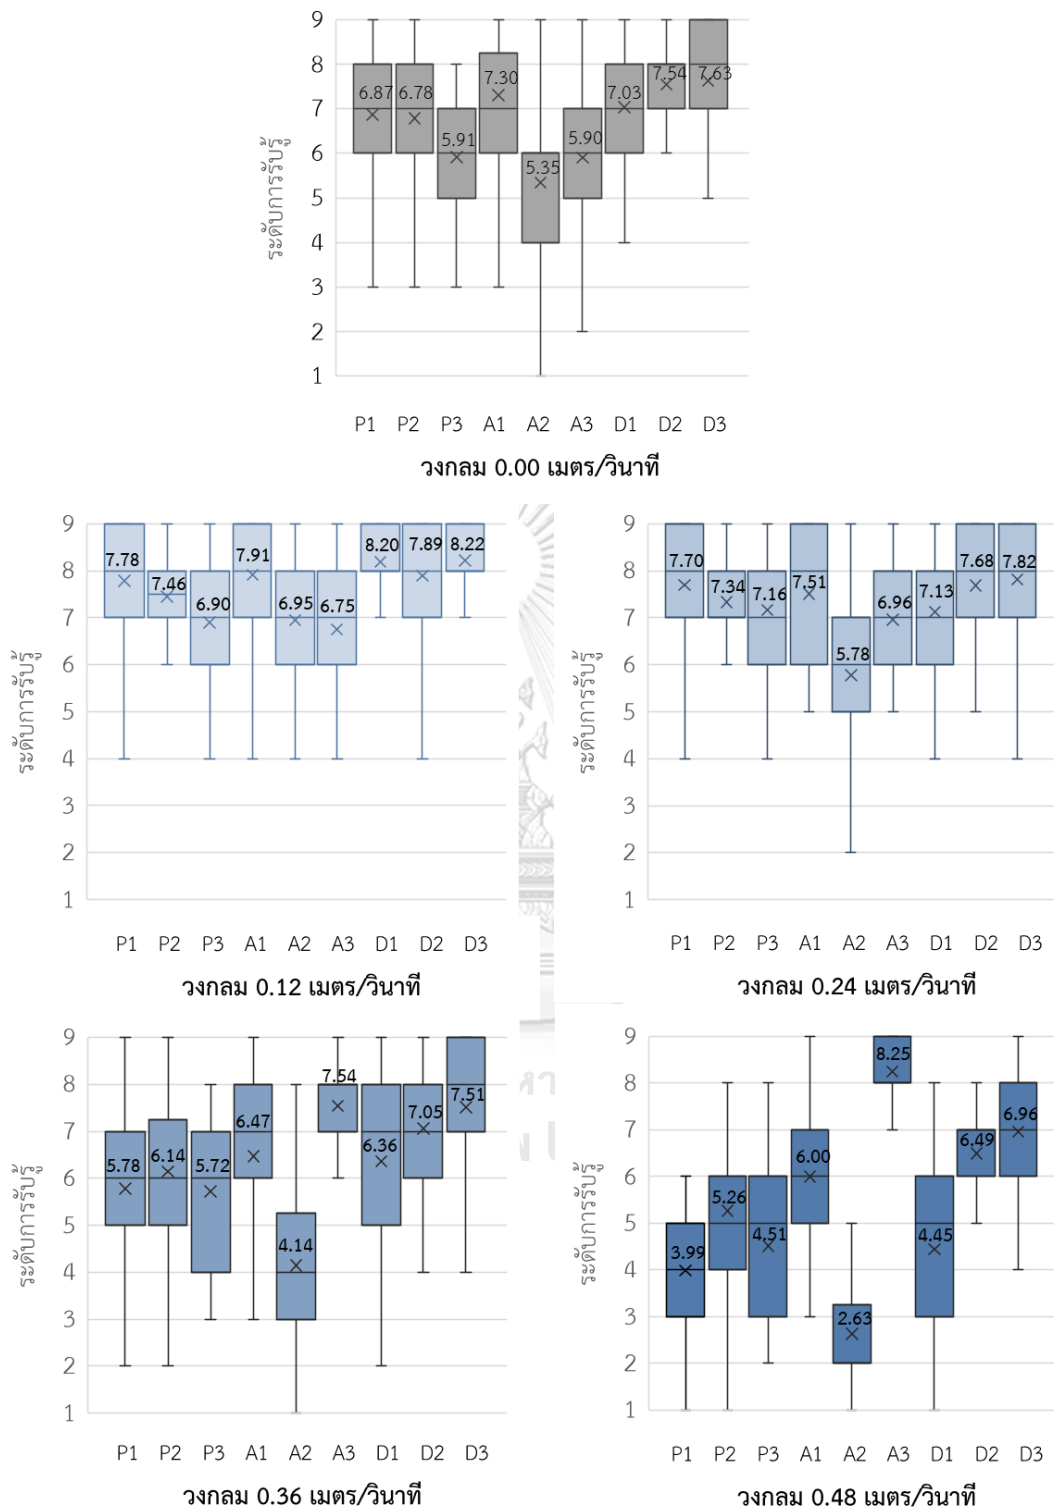 9
8
7
6
5
4
3
2
1
ระดับการรับรู้
6.87 6.78 5.91 7.30 5.35 5.90 7.03 7.54 7.63
P1 P2 P3 A1 A2 A3 D1 D2 D3
วงกลม 0.00 เมตร/วินาที
9
8
7
6
5
4
3
2
1
ระดับการรับรู้
7.78 7.46 6.90 7.91 6.95 6.75 8.20 7.89 8.22
P1 P2 P3 A1 A2 A3 D1 D2 D3
วงกลม 0.12 เมตร/วินาที
9
8
7
6
5
4
3
2
1
ระดับการรับรู้
7.70 7.34 7.16 7.51 5.78 6.96 7.13 7.68 7.82
P1 P2 P3 A1 A2 A3 D1 D2 D3
วงกลม 0.24 เมตร/วินาที
9
8
7
6
5
4
3
2
1
ระดับการรับรู้
5.78 6.14 5.72 6.47 4.14 7.54 6.36 7.05 7.51
P1 P2 P3 A1 A2 A3 D1 D2 D3
วงกลม 0.36 เมตร/วินาที
9
8
7
6
5
4
3
2
1
ระดับการรับรู้
3.99 5.26 4.51 6.00 2.63 8.25 4.45 6.49 6.96
P1 P2 P3 A1 A2 A3 D1 D2 D3
วงกลม 0.48 เมตร/วินาที